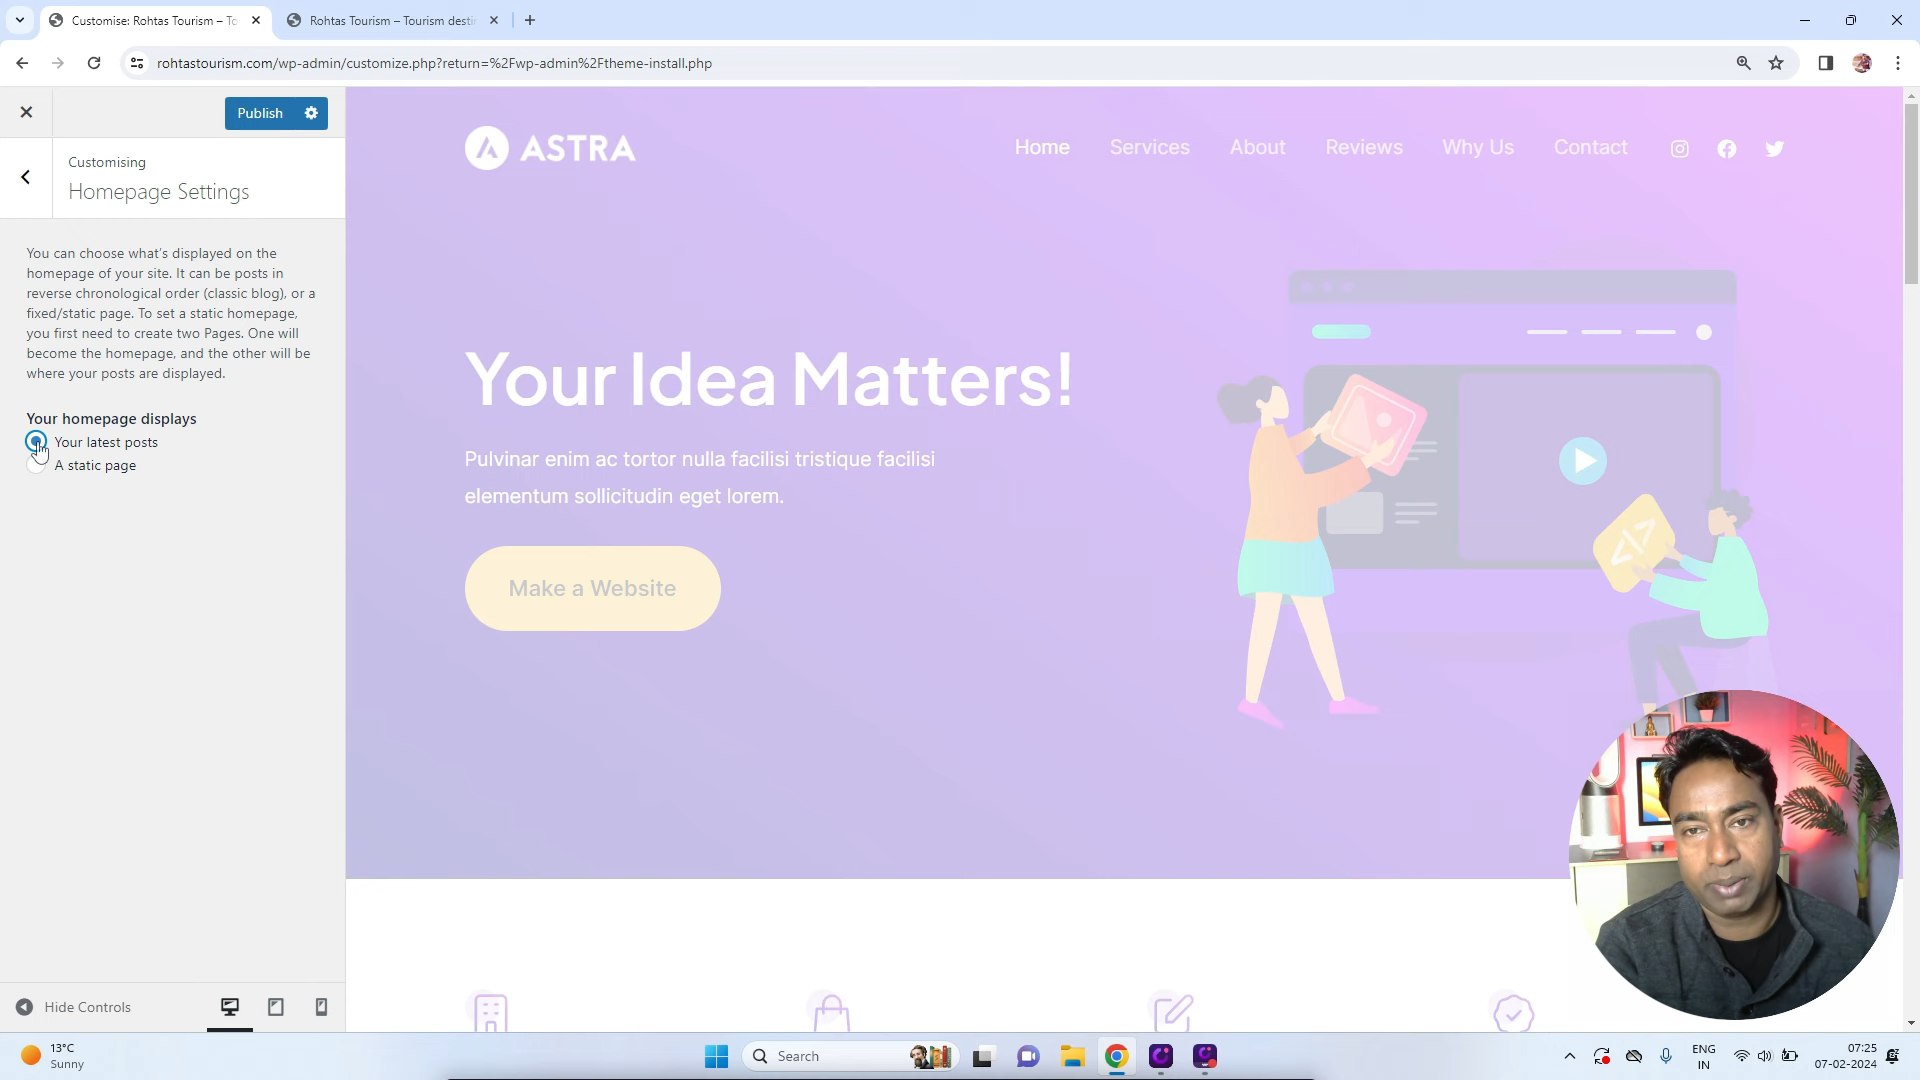 Customise: Rohtas Tourism – To
Rohtas Tourism – Tourism desti
rohtastourism.com/wp-admin/customize.php?return=%2Fwp-admin%2Ftheme-install.php
Publish
Customising
Homepage Settings
You can choose what's displayed on the
homepage of your site. It can be posts in
reverse chronological order (classic blog), or a
fixed/static page. To set a static homepage,
you first need to create two Pages. One will
become the homepage, and the other will be
where your posts are displayed.
Your homepage displays
Your latest posts
A static page
Hide Controls
ASTRA
Home Services About Reviews Why Us Contact
Your Idea Matters!
Pulvinar enim ac tortor nulla facilisi tristique facilisi
elementum sollicitudin eget lorem.
Make a Website
13°C
Sunny
Search
ENG
IN
07:25
07-02-2024